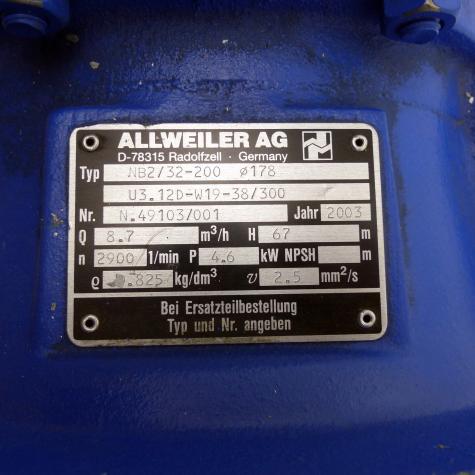 ALLWEILER AG
D-78315 Radolfzell · Germany
Typ NB2/32-200 ø178
U3.12D-W19-38/300
Nr. N.49103/001 Jahr 2003
Q 8.7 m³/h H 67 m
n 2900 1/min P 4.6 kW NPSH m
ϱ .825 kg/dm³ ν 2.5 mm²/s
Bei Ersatzteilbestellung
Typ und Nr. angeben